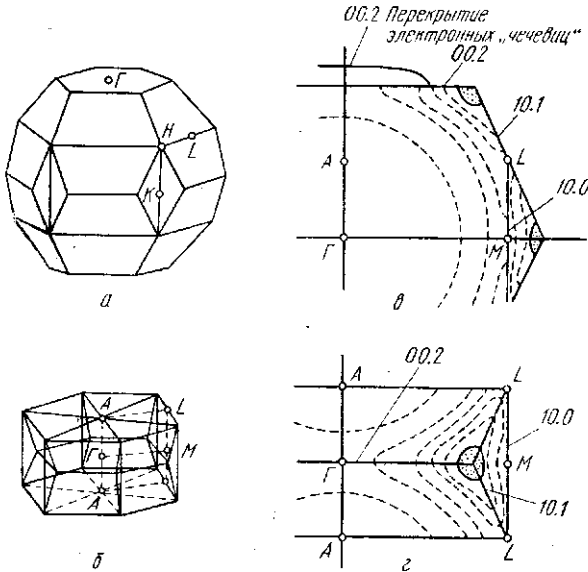 00.2 Перекрытие
электронных „чечевиц“
00.2
Г
H
L
K
а
10.1
A
L
10.0
Г
M
в
A
L
Г
M
A
б
00.2
A
L
10.0
Г
M
10.1
A
L
г